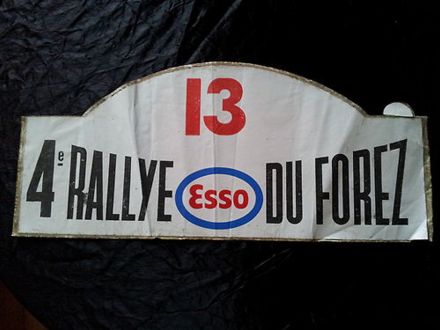 13
4e RALLYE Esso DU FOREZ